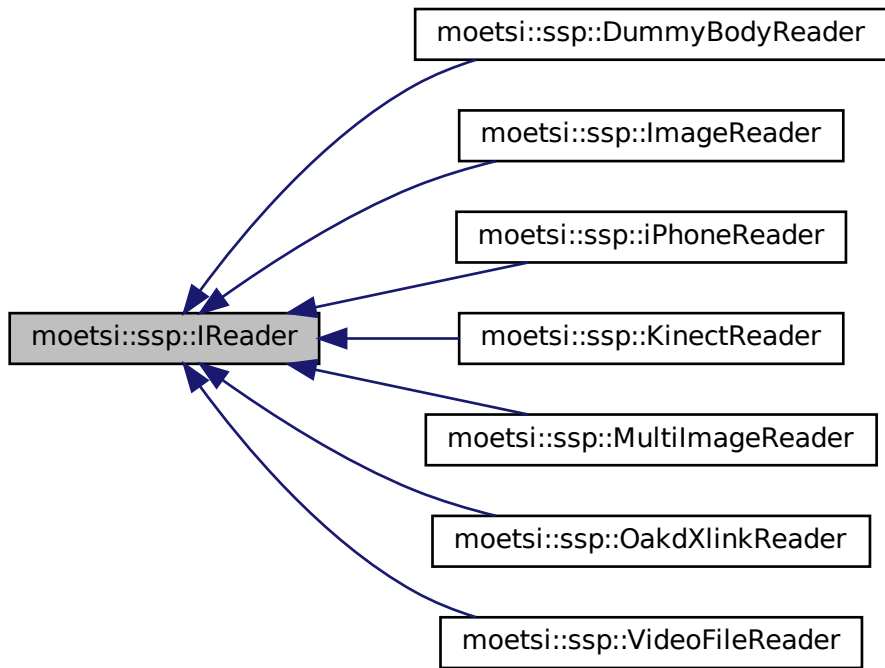 moetsi::ssp::DummyBodyReader
moetsi::ssp::ImageReader
moetsi::ssp::iPhoneReader
moetsi::ssp::IReader
moetsi::ssp::KinectReader
moetsi::ssp::MultiImageReader
moetsi::ssp::OakdXlinkReader
moetsi::ssp::VideoFileReader